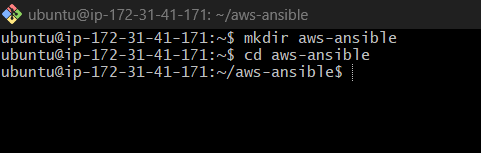 ubuntu@ip-172-31-41-171: ~/aws-ansible
ubuntu@ip-172-31-41-171:~$ mkdir aws-ansible
ubuntu@ip-172-31-41-171:~$ cd aws-ansible
ubuntu@ip-172-31-41-171:~/aws-ansible$